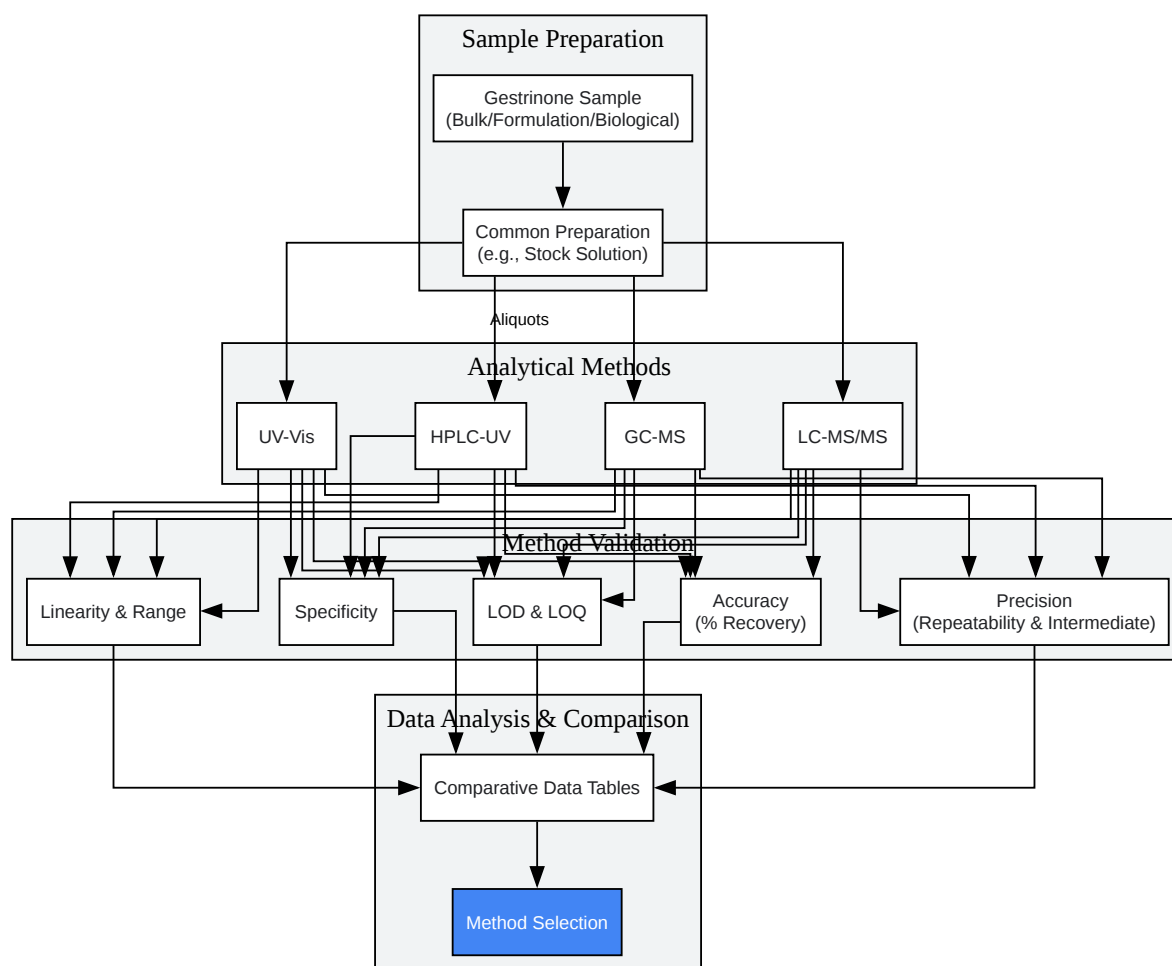 Sample Preparation
Gestrinone Sample
(Bulk/Formulation/Biological)
Common Preparation
(e.g., Stock Solution)
Aliquots
Analytical Methods
UV-Vis
HPLC-UV
GC-MS
LC-MS/MS
Method Validation
Linearity & Range
Specificity
LOD & LOQ
Accuracy
(% Recovery)
Precision
(Repeatability & Intermediate)
Data Analysis & Comparison
Comparative Data Tables
Method Selection